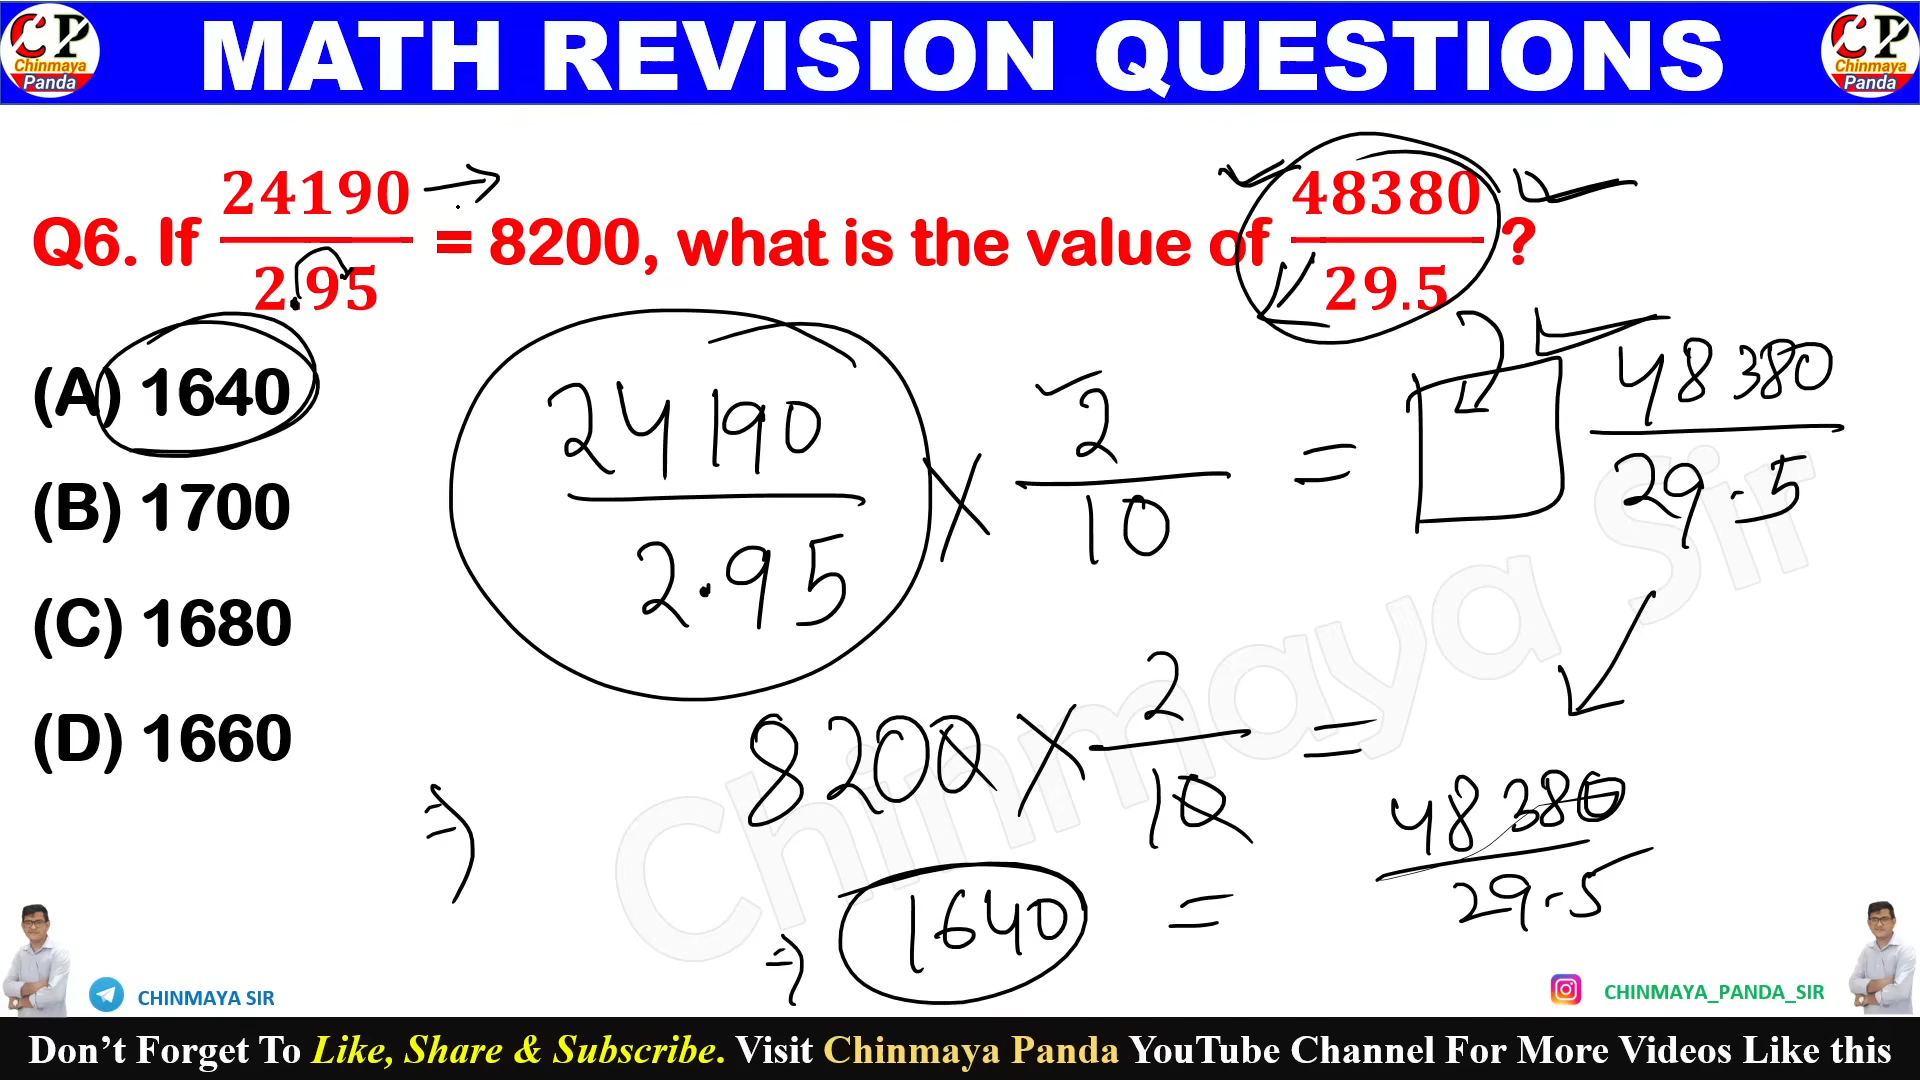 CP
Chinmaya
Panda
MATH REVISION QUESTIONS
CP
Chinmaya
Panda
Q6. If 24190/2.95 = 8200, what is the value of 48380/29.5 ?
(A) 1640
(B) 1700
(C) 1680
(D) 1660
24190/2.95 × 2/10 = 48380/29.5
⇒ 8200 × 2/10 = 48380/29.5
⇒ 1640 =
Chinmaya Sir
CHINMAYA SIR
CHINMAYA_PANDA_SIR
Don't Forget To Like, Share & Subscribe. Visit Chinmaya Panda YouTube Channel For More Videos Like this